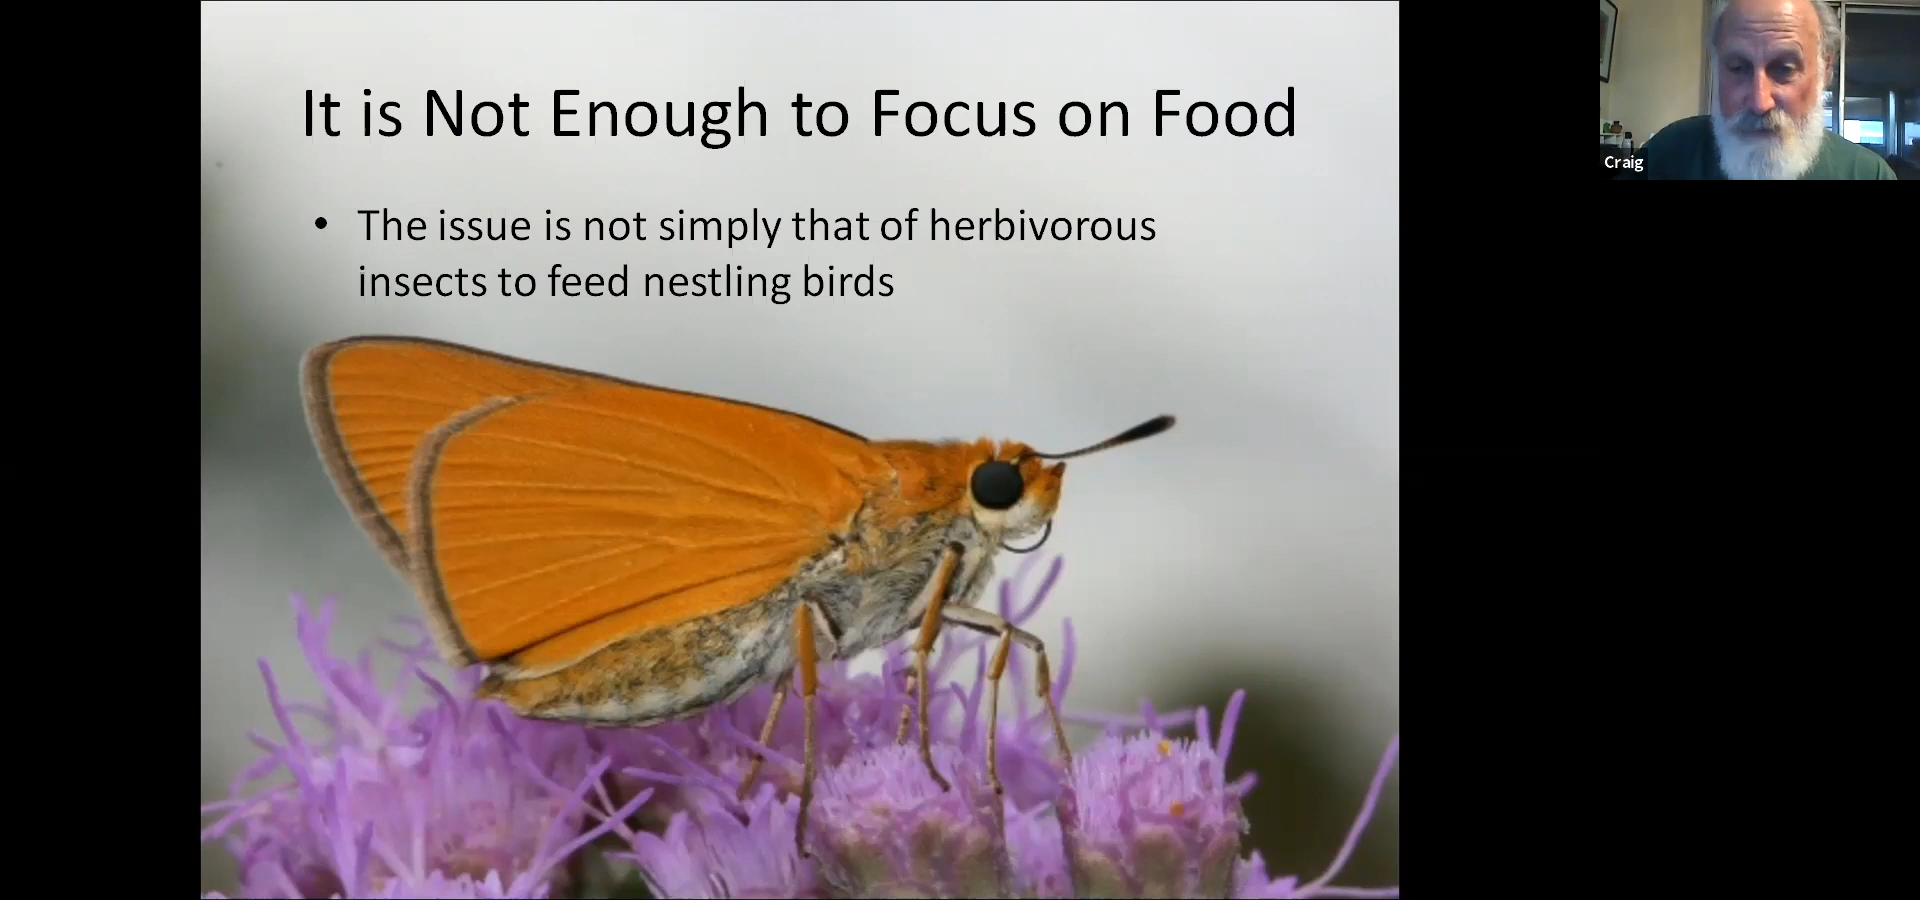 It is Not Enough to Focus on Food
• The issue is not simply that of herbivorous
insects to feed nestling birds
Craig